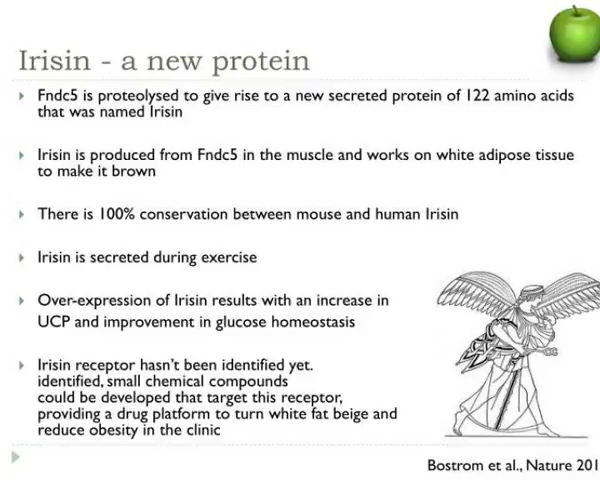 Irisin - a new protein
Fndc5 is proteolysed to give rise to a new secreted protein of 122 amino acids
that was named Irisin
Irisin is produced from Fndc5 in the muscle and works on white adipose tissue
to make it brown
There is 100% conservation between mouse and human Irisin
Irisin is secreted during exercise
Over-expression of Irisin results with an increase in
UCP and improvement in glucose homeostasis
Irisin receptor hasn't been identified yet.
identified, small chemical compounds
could be developed that target this receptor,
providing a drug platform to turn white fat beige and
reduce obesity in the clinic
Bostrom et al., Nature 201